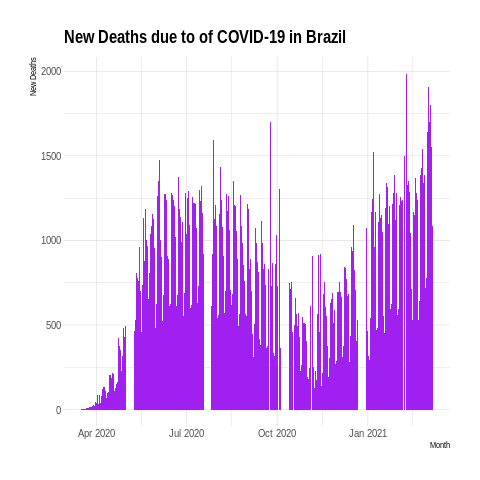 New Deaths due to of COVID-19 in Brazil
New Deaths
2000
1500
1000
500
0
Apr 2020 Jul 2020 Oct 2020 Jan 2021
Month